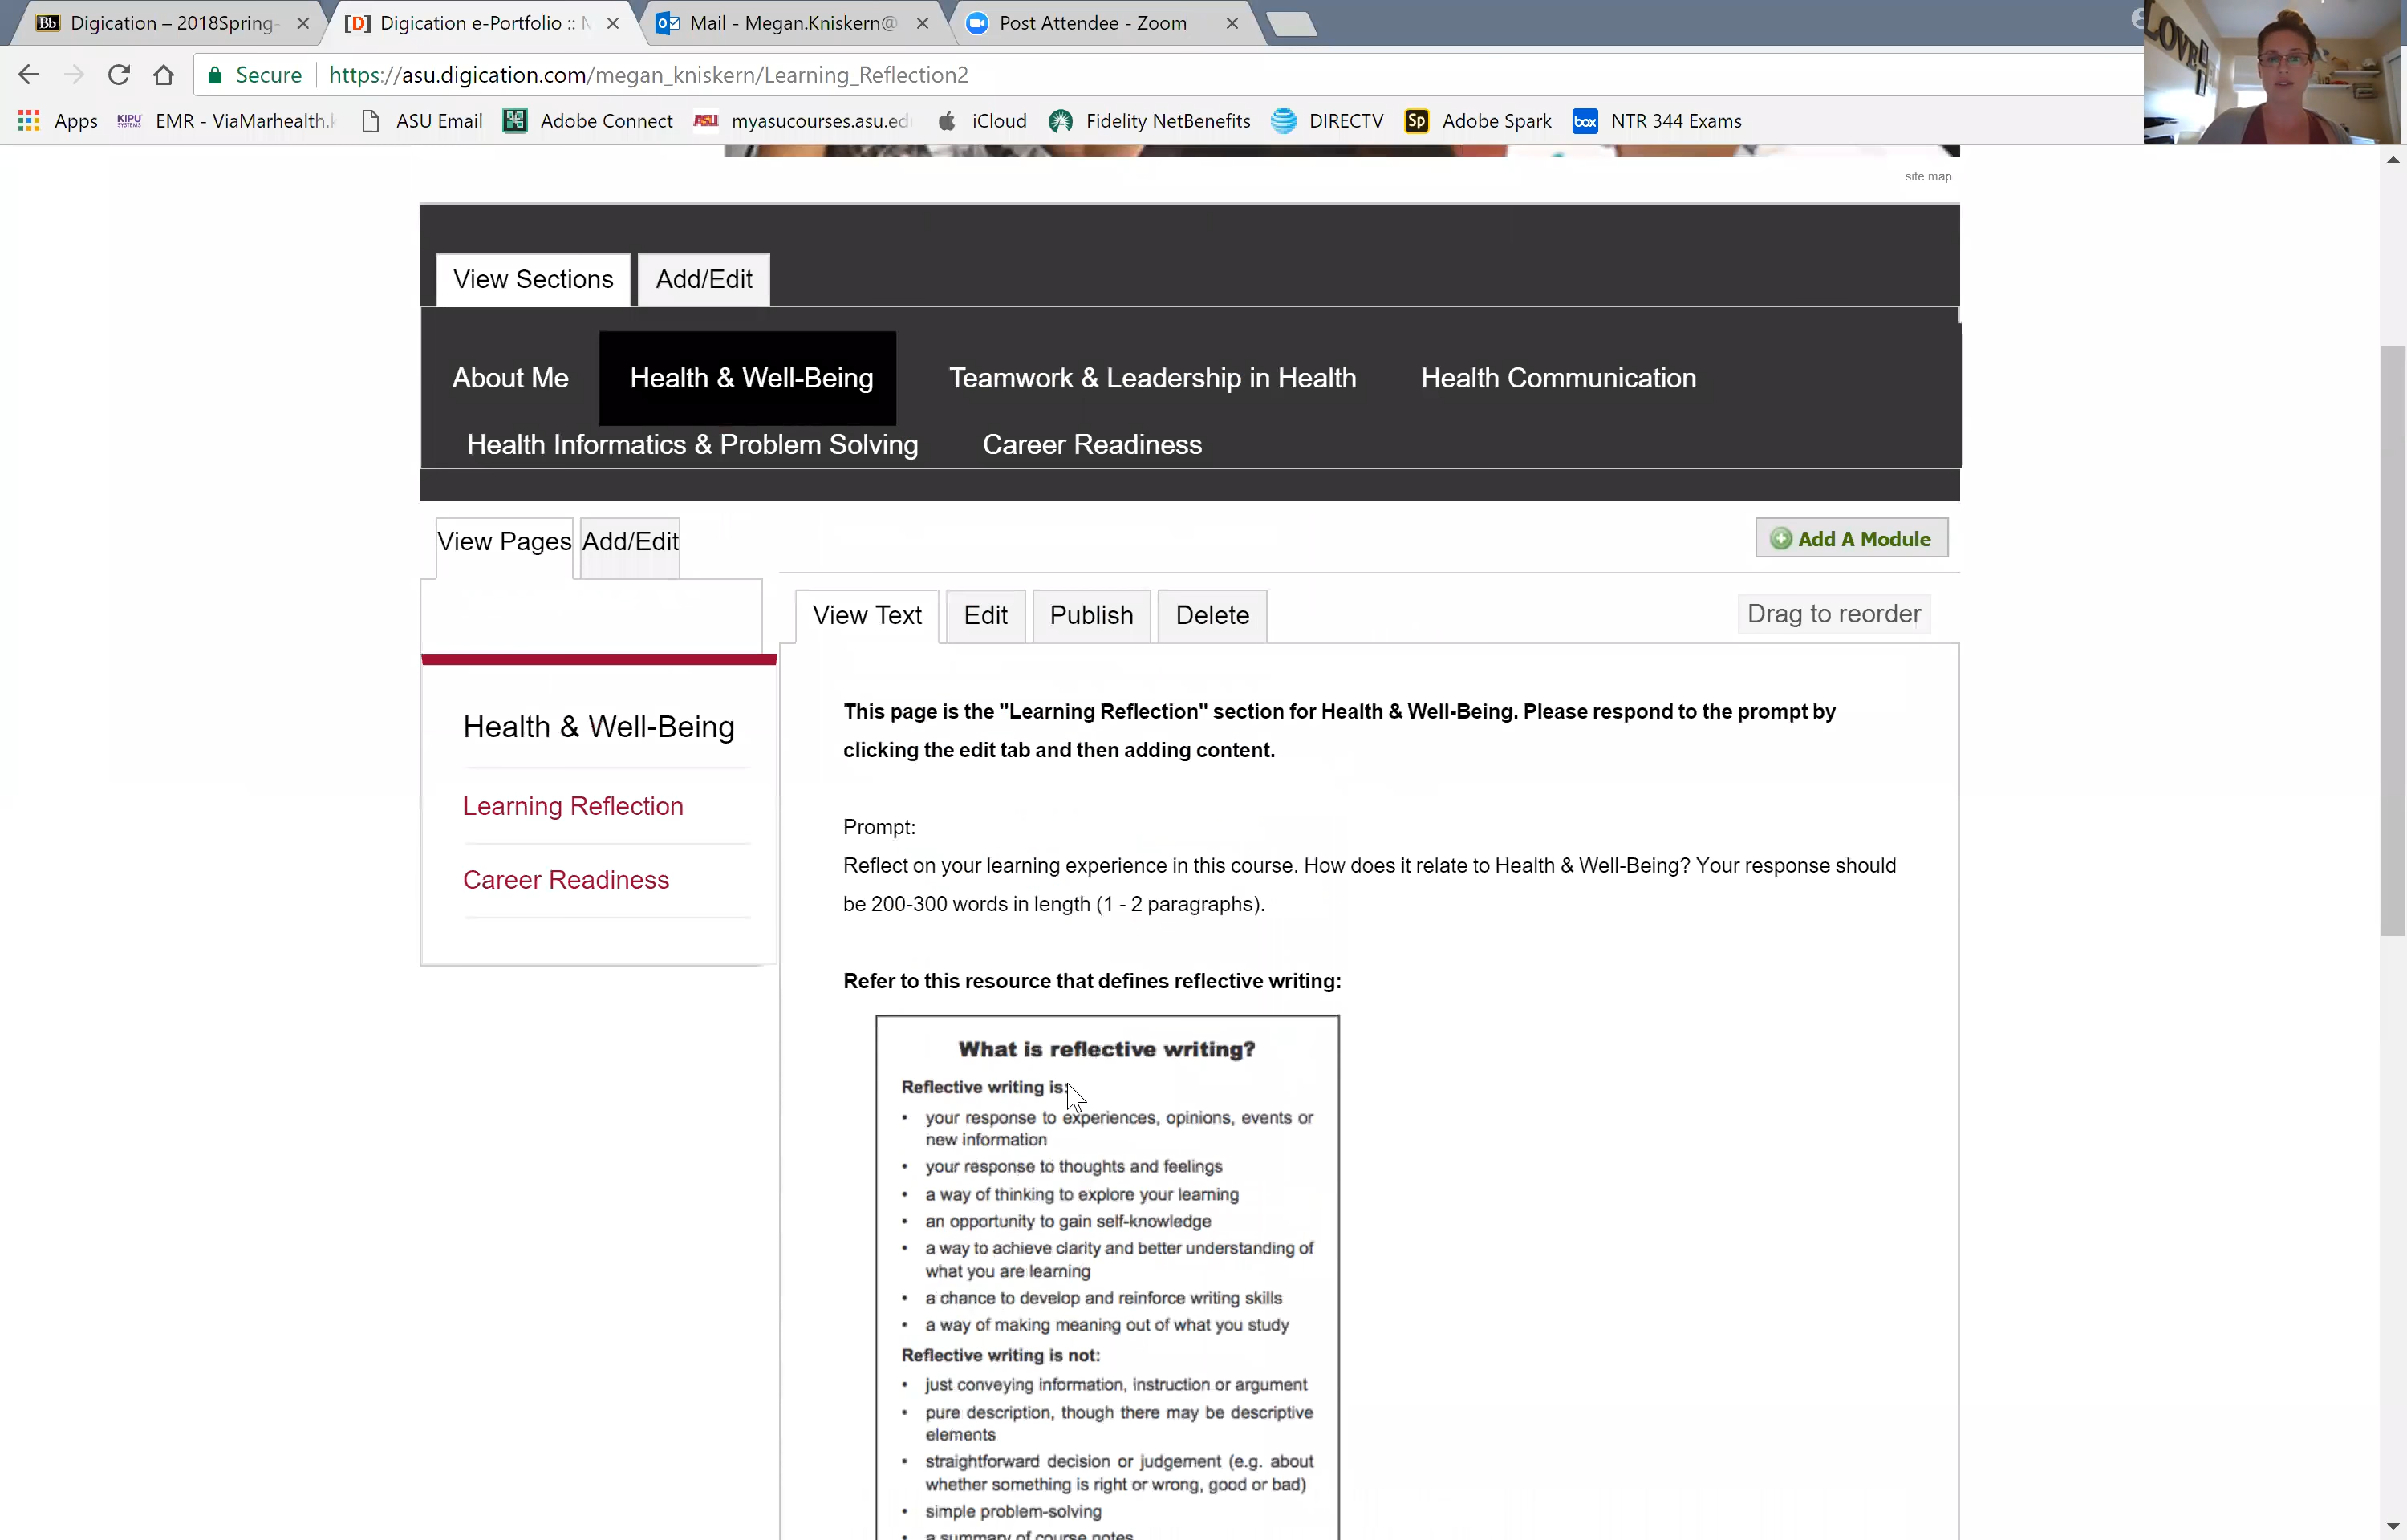 Digication – 2018Spring-
Digication e-Portfolio ::
Mail - Megan.Kniskern@
Post Attendee - Zoom
Secure
https://asu.digication.com/megan_kniskern/Learning_Reflection2
Apps
KIPU SYSTEMS
EMR - ViaMarhealth.k
ASU Email
Adobe Connect
ASU
myasucourses.asu.edu
iCloud
Fidelity NetBenefits
DIRECTV
Sp
Adobe Spark
box
NTR 344 Exams
LOVE
site map
View Sections
Add/Edit
About Me
Health & Well-Being
Teamwork & Leadership in Health
Health Communication
Health Informatics & Problem Solving
Career Readiness
View Pages
Add/Edit
Add A Module
View Text
Edit
Publish
Delete
Drag to reorder
Health & Well-Being
Learning Reflection
Career Readiness
This page is the "Learning Reflection" section for Health & Well-Being. Please respond to the prompt by
clicking the edit tab and then adding content.
Prompt:
Reflect on your learning experience in this course. How does it relate to Health & Well-Being? Your response should
be 200-300 words in length (1 - 2 paragraphs).
Refer to this resource that defines reflective writing:
What is reflective writing?
Reflective writing is:
• your response to experiences, opinions, events or
new information
• your response to thoughts and feelings
• a way of thinking to explore your learning
• an opportunity to gain self-knowledge
• a way to achieve clarity and better understanding of
what you are learning
• a chance to develop and reinforce writing skills
• a way of making meaning out of what you study
Reflective writing is not:
• just conveying information, instruction or argument
• pure description, though there may be descriptive
elements
• straightforward decision or judgement (e.g. about
whether something is right or wrong, good or bad)
• simple problem-solving
• a summary of course notes